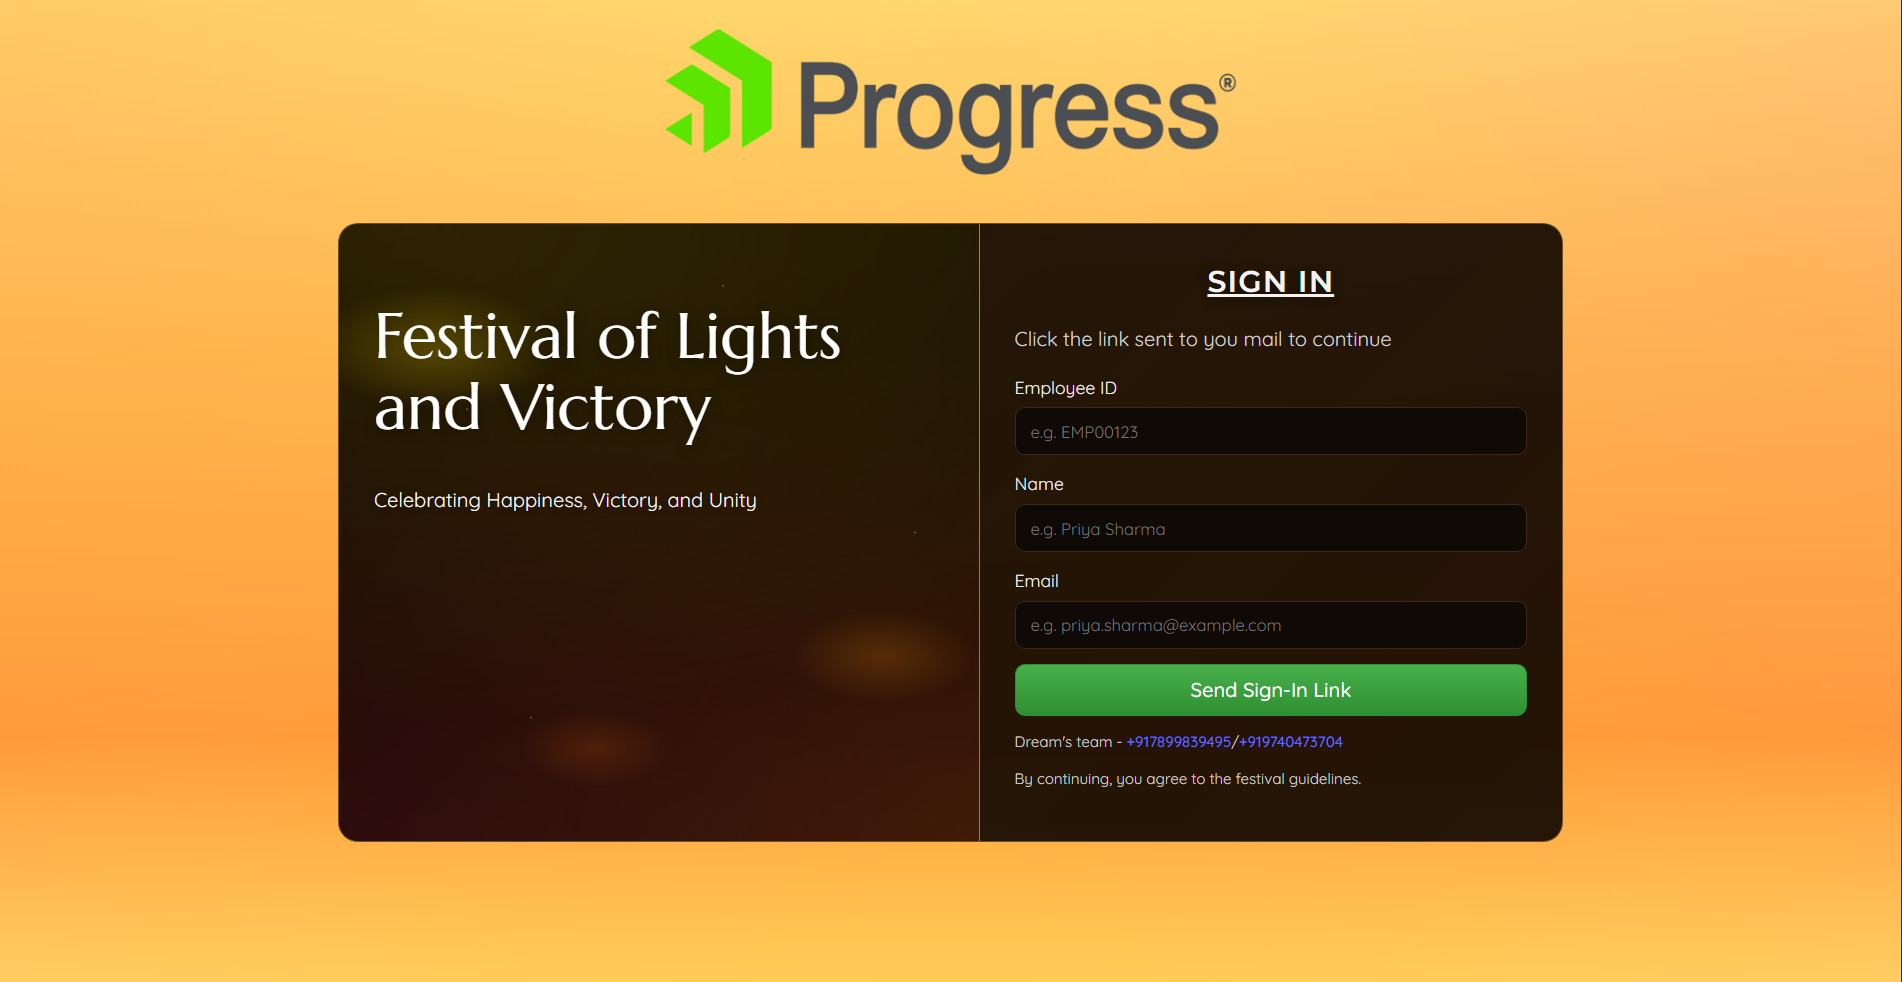 Progress®
Festival of Lights
and Victory
Celebrating Happiness, Victory, and Unity
SIGN IN
Click the link sent to you mail to continue
Employee ID
e.g. EMP00123
Name
e.g. Priya Sharma
Email
e.g. priya.sharma@example.com
Send Sign-In Link
Dream's team - +917899839495/+919740473704
By continuing, you agree to the festival guidelines.